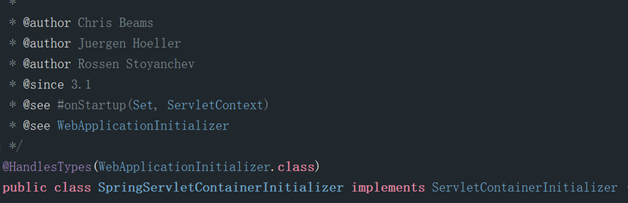 *
* @author Chris Beams
* @author Juergen Hoeller
* @author Rossen Stoyanchev
* @since 3.1
* @see #onStartup(Set, ServletContext)
* @see WebApplicationInitializer
*/
@HandlesTypes(WebApplicationInitializer.class)
public class SpringServletContainerInitializer implements ServletContainerInitializer {